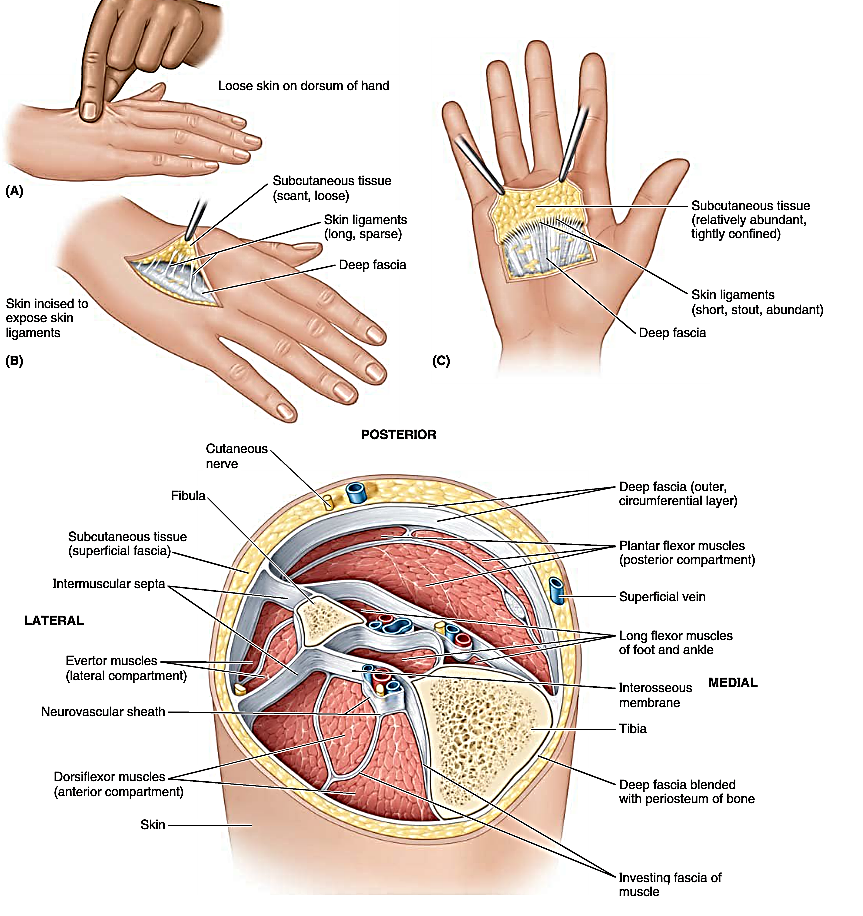 Loose skin on dorsum of hand
(A)
Subcutaneous tissue
(scant, loose)
Skin ligaments
(long, sparse)
Deep fascia
Skin incised to
expose skin
ligaments
(B)
Subcutaneous tissue
(relatively abundant,
tightly confined)
Skin ligaments
(short, stout, abundant)
Deep fascia
(C)
POSTERIOR
Cutaneous
nerve
Fibula
Subcutaneous tissue
(superficial fascia)
Intermuscular septa
LATERAL
Evertor muscles
(lateral compartment)
Neurovascular sheath
Dorsiflexor muscles
(anterior compartment)
Skin
Deep fascia (outer,
circumferential layer)
Plantar flexor muscles
(posterior compartment)
Superficial vein
Long flexor muscles
of foot and ankle
Interosseous
membrane
MEDIAL
Tibia
Deep fascia blended
with periosteum of bone
Investing fascia of
muscle